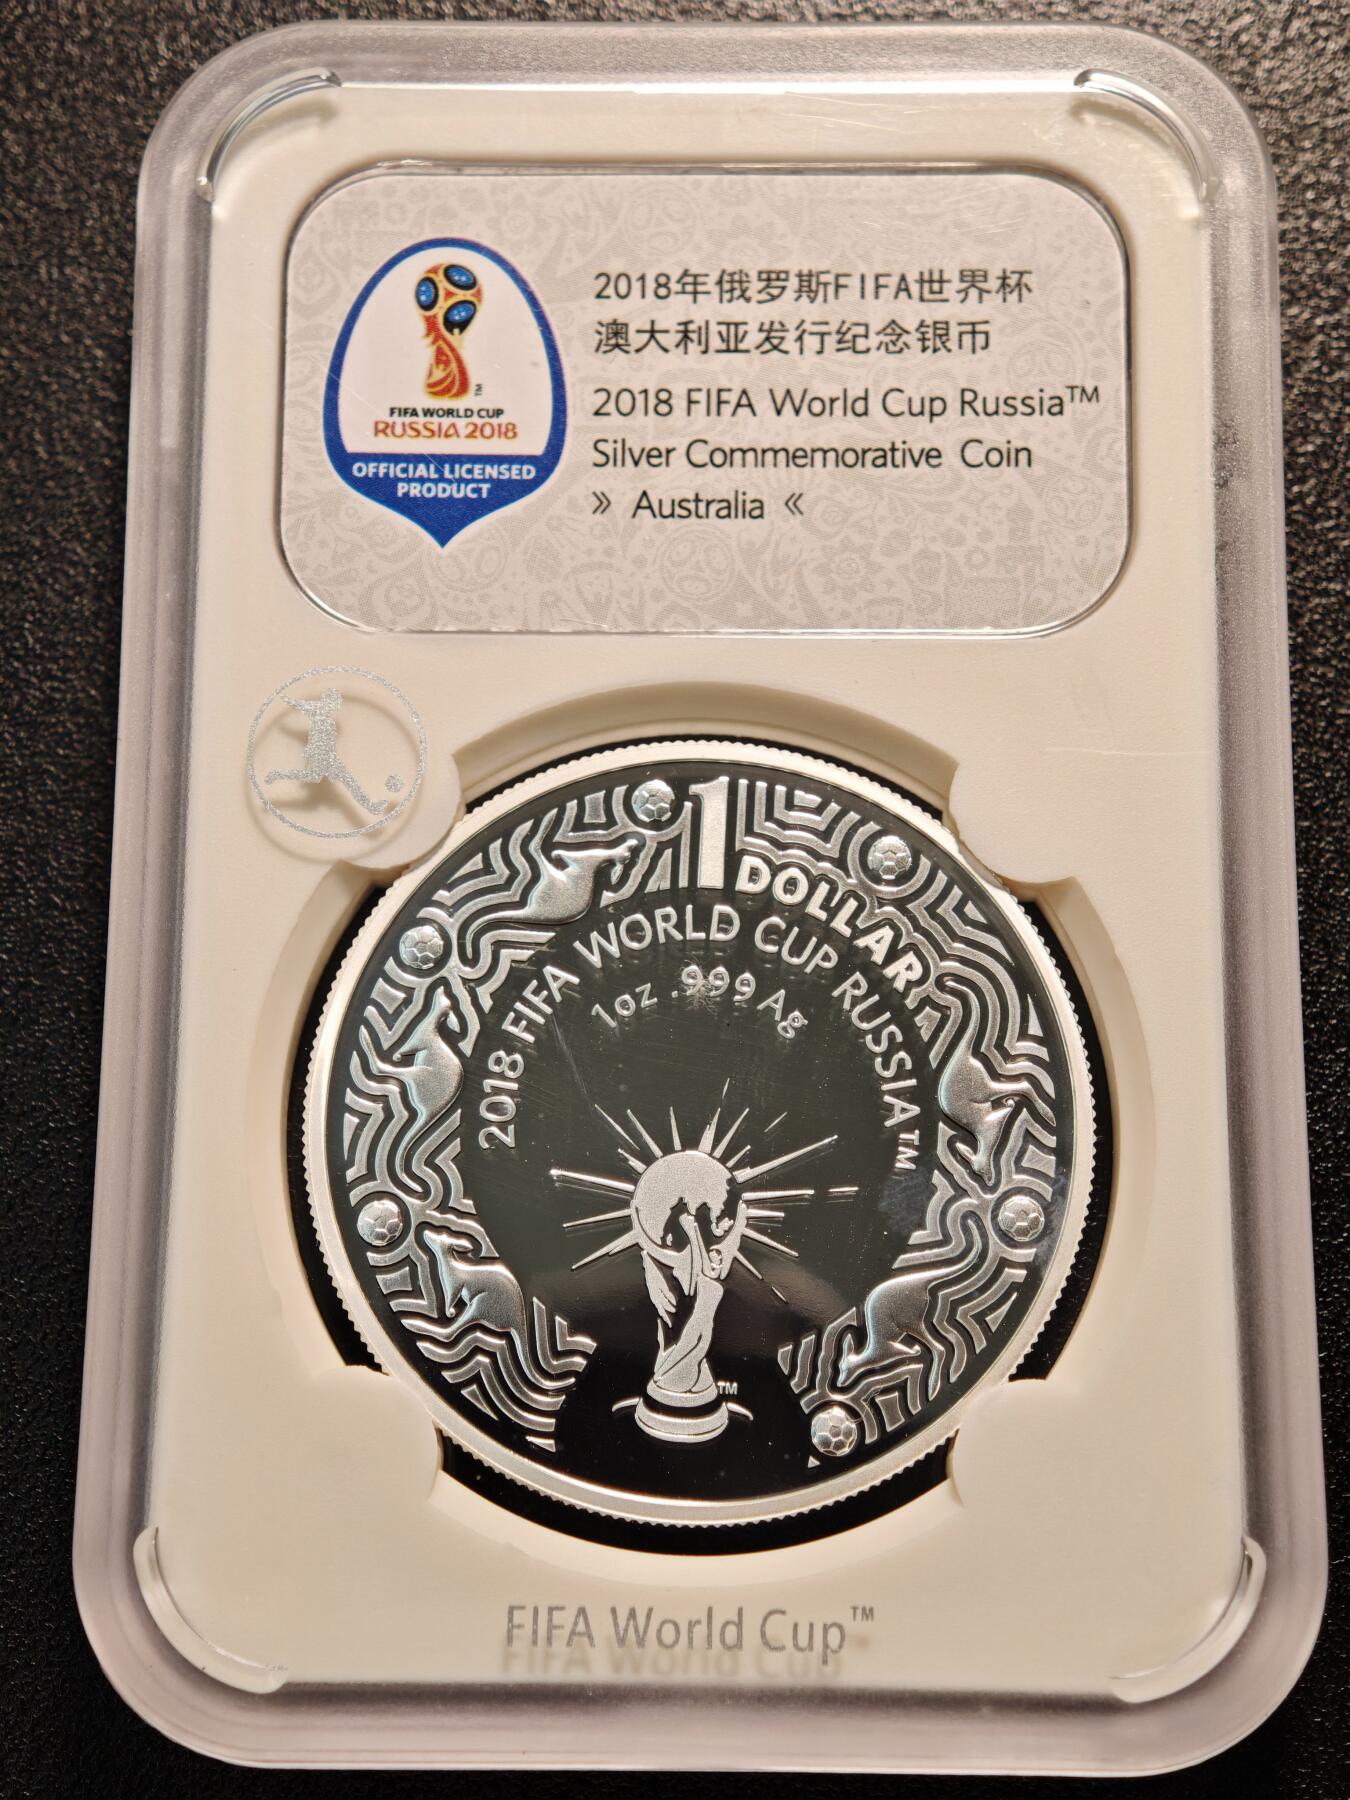 2018年俄罗斯FIFA世界杯
澳大利亚发行纪念银币
2018 FIFA World Cup Russia™
Silver Commemorative Coin
» Australia «
™
FIFA WORLD CUP
RUSSIA 2018
OFFICIAL LICENSED
PRODUCT
1
DOLLAR
2018 FIFA WORLD CUP RUSSIA™
1oz .999 Ag
™
FIFA World Cup™